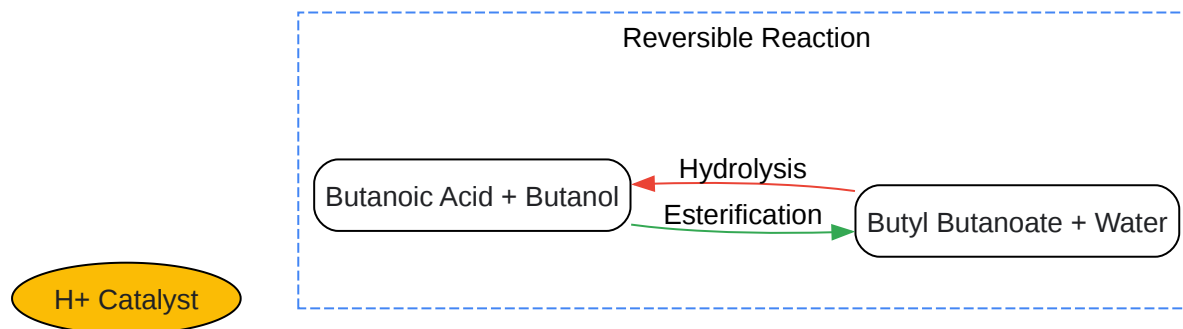 Reversible Reaction
Hydrolysis
Butanoic Acid + Butanol
Esterification
Butyl Butanoate + Water
H+ Catalyst